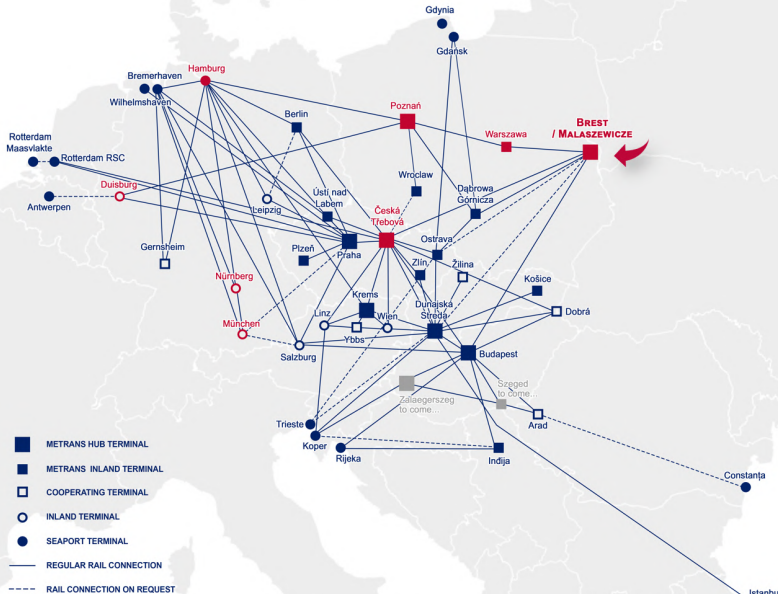 Gdynia
Gdańsk
Hamburg
Bremerhaven
Wilhelmshaven
Berlin
Poznań
BREST
/ MALASZEWICZE
Warszawa
Rotterdam
Maasvlakte
Rotterdam RSC
Duisburg
Antwerpen
Leipzig
Ústí nad
Labem
Wroclaw
Dąbrowa
Górnicza
Česká
Třebová
Gernsheim
Plzeň
Praha
Ostrava
Zlín
Žilina
Košice
Nürnberg
Krems
Dunajská
Streda
Linz
Wien
Dobrá
München
Ybbs
Salzburg
Budapest
Zalaegerszeg
to come...
Szeged
to come...
Arad
Trieste
Koper
Rijeka
Inđija
Constanța
Istanbu
METRANS HUB TERMINAL
METRANS INLAND TERMINAL
COOPERATING TERMINAL
INLAND TERMINAL
SEAPORT TERMINAL
REGULAR RAIL CONNECTION
RAIL CONNECTION ON REQUEST